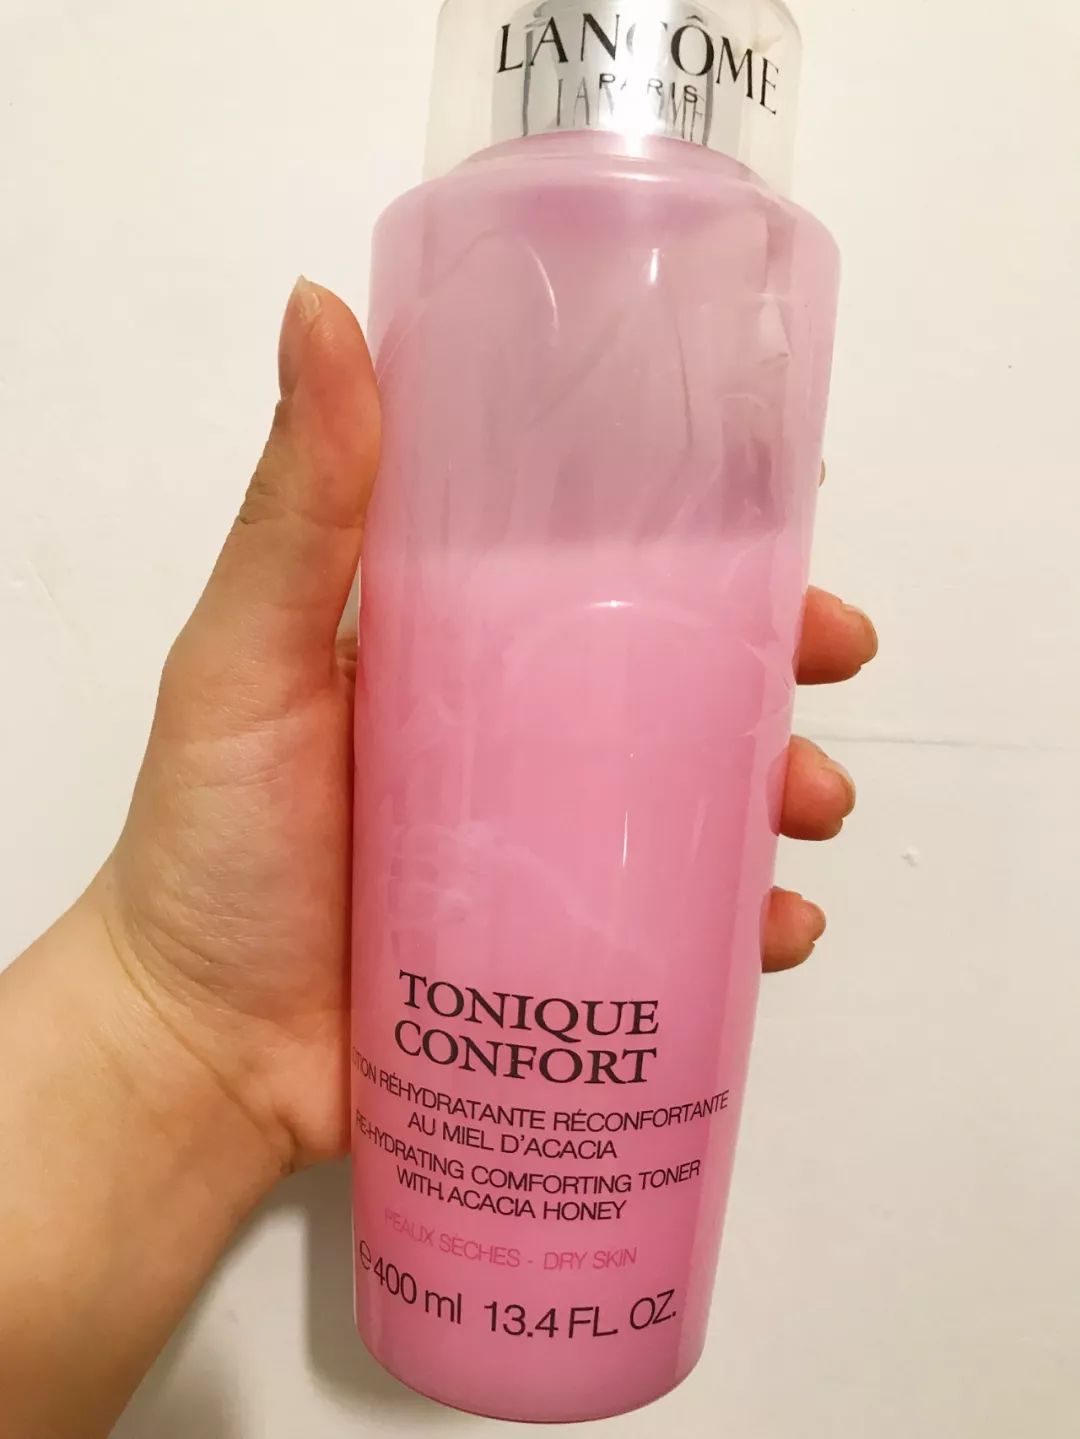 LANCÔME
PARIS
TONIQUE
CONFORT
RÉHYDRATANTE RÉCONFORTANTE
AU MIEL D'ACACIA
RE-HYDRATING COMFORTING TONER
WITH ACACIA HONEY
PEAUX SÈCHES - DRY SKIN
e 400 ml 13.4 FL. OZ.